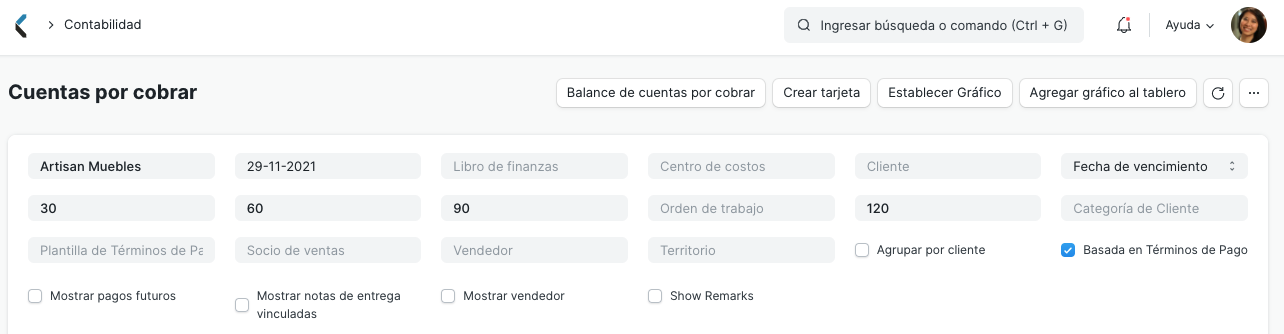 Contabilidad
Ingresar búsqueda o comando (Ctrl + G)
Ayuda
Cuentas por cobrar
Balance de cuentas por cobrar
Crear tarjeta
Establecer Gráfico
Agregar gráfico al tablero
Artisan Muebles
29-11-2021
Libro de finanzas
Centro de costos
Cliente
Fecha de vencimiento
30
60
90
Orden de trabajo
120
Categoría de Cliente
Plantilla de Términos de Pa
Socio de ventas
Vendedor
Territorio
Agrupar por cliente
Basada en Términos de Pago
Mostrar pagos futuros
Mostrar notas de entrega
vinculadas
Mostrar vendedor
Show Remarks